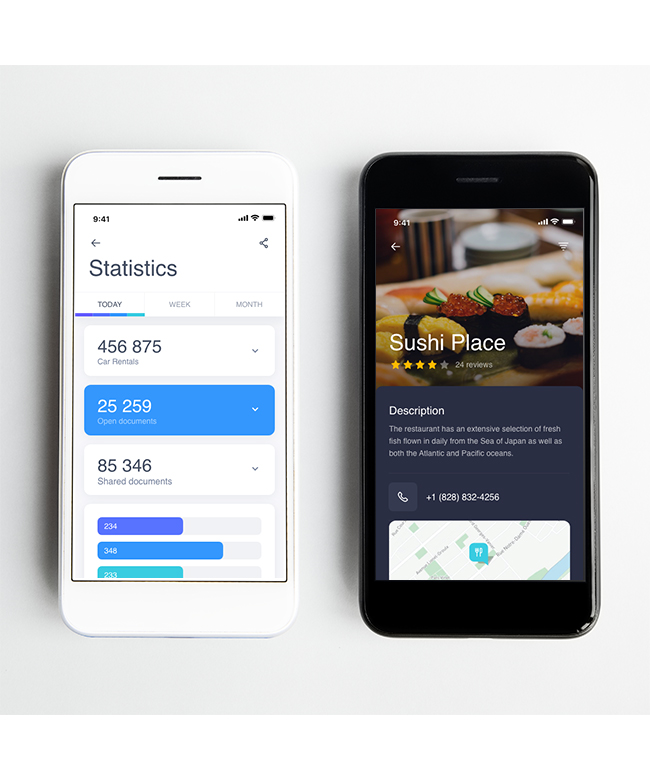 9:41
Statistics
TODAY WEEK MONTH
456 875
Car Rentals
25 259
Open documents
85 346
Shared documents
234
348
233
9:41
Sushi Place
24 reviews
Description
The restaurant has an extensive selection of fresh
fish flown in daily from the Sea of Japan as well as
both the Atlantic and Pacific oceans.
+1 (828) 832-4256